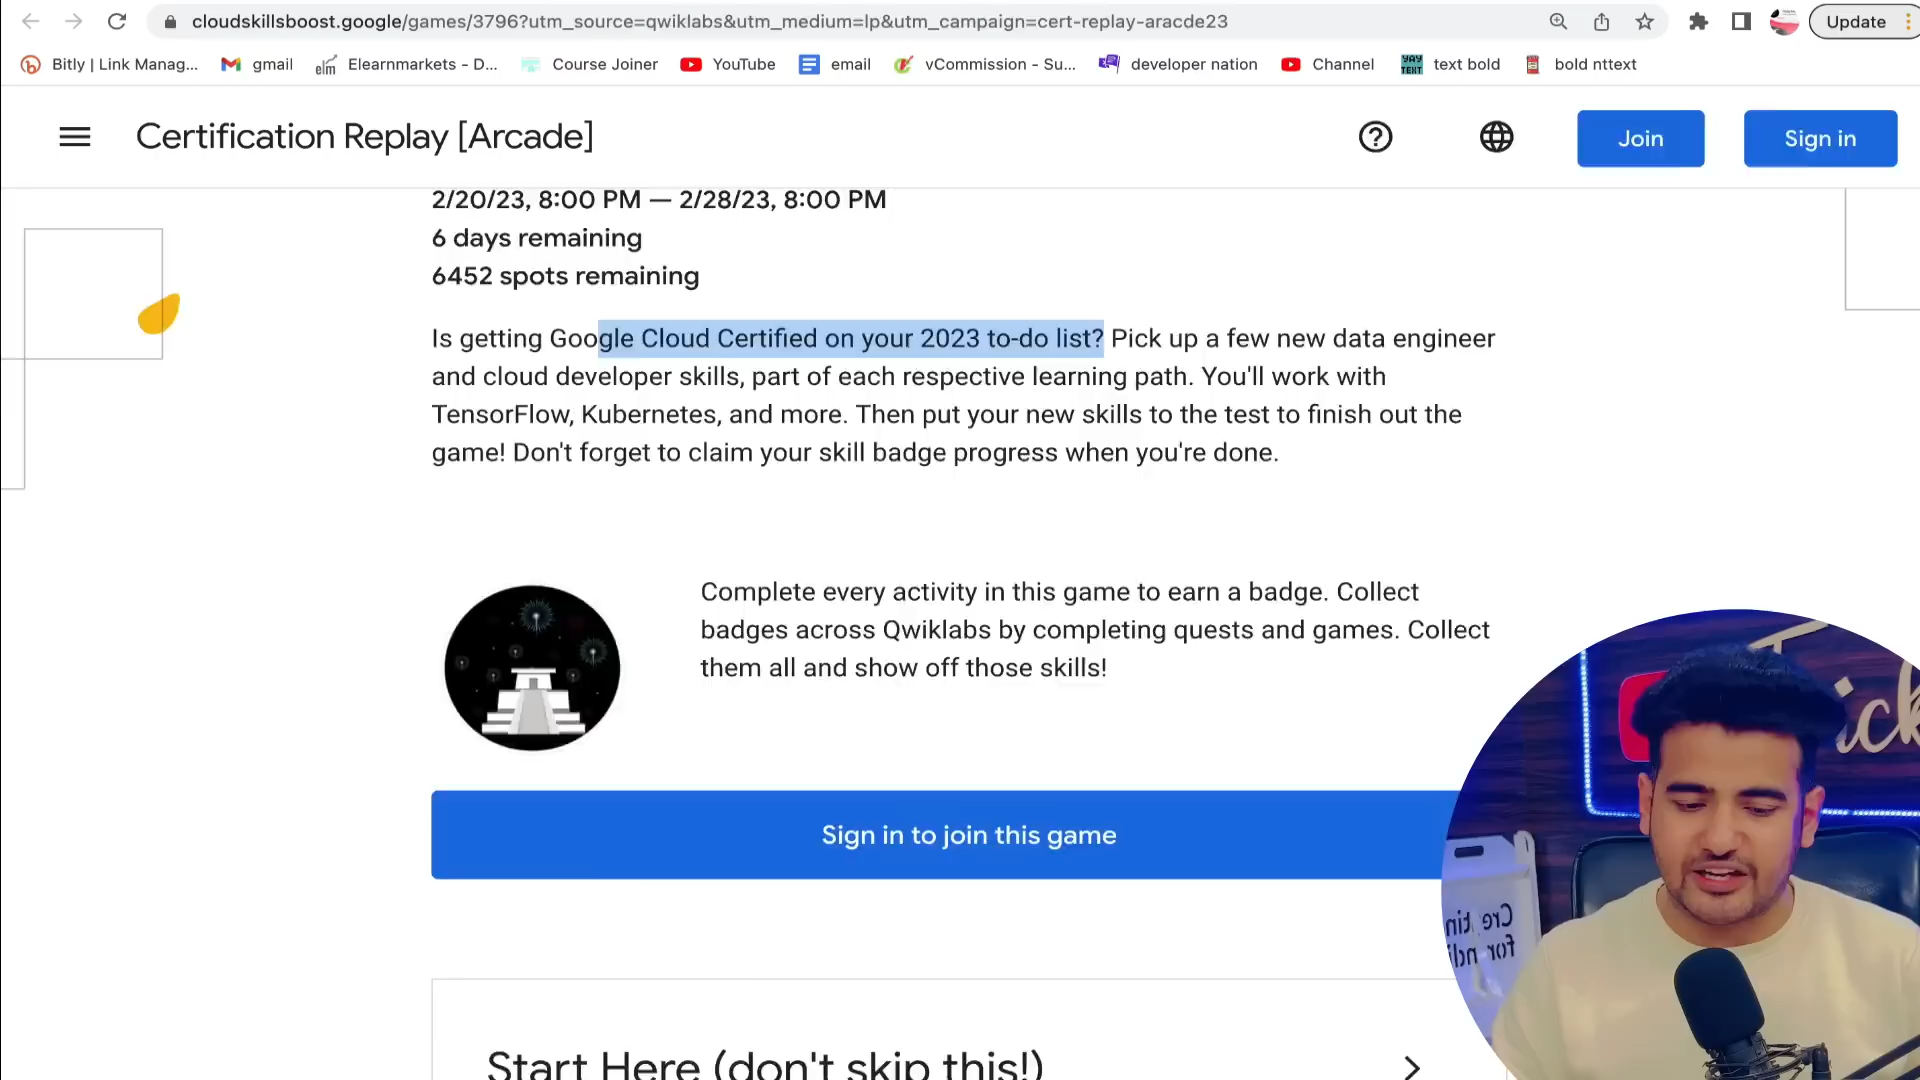 cloudskillsboost.google/games/3796?utm_source=qwiklabs&utm_medium=lp&utm_campaign=cert-replay-aracde23
Update
Bitly | Link Manag... gmail Elearnmarkets - D... Course Joiner YouTube email vCommission - Su... developer nation Channel text bold bold nttext
Certification Replay [Arcade]
Join
Sign in
2/20/23, 8:00 PM — 2/28/23, 8:00 PM
6 days remaining
6452 spots remaining
Is getting Google Cloud Certified on your 2023 to-do list? Pick up a few new data engineer
and cloud developer skills, part of each respective learning path. You'll work with
TensorFlow, Kubernetes, and more. Then put your new skills to the test to finish out the
game! Don't forget to claim your skill badge progress when you're done.
Complete every activity in this game to earn a badge. Collect
badges across Qwiklabs by completing quests and games. Collect
them all and show off those skills!
Sign in to join this game
Start Here (don't skip this!)